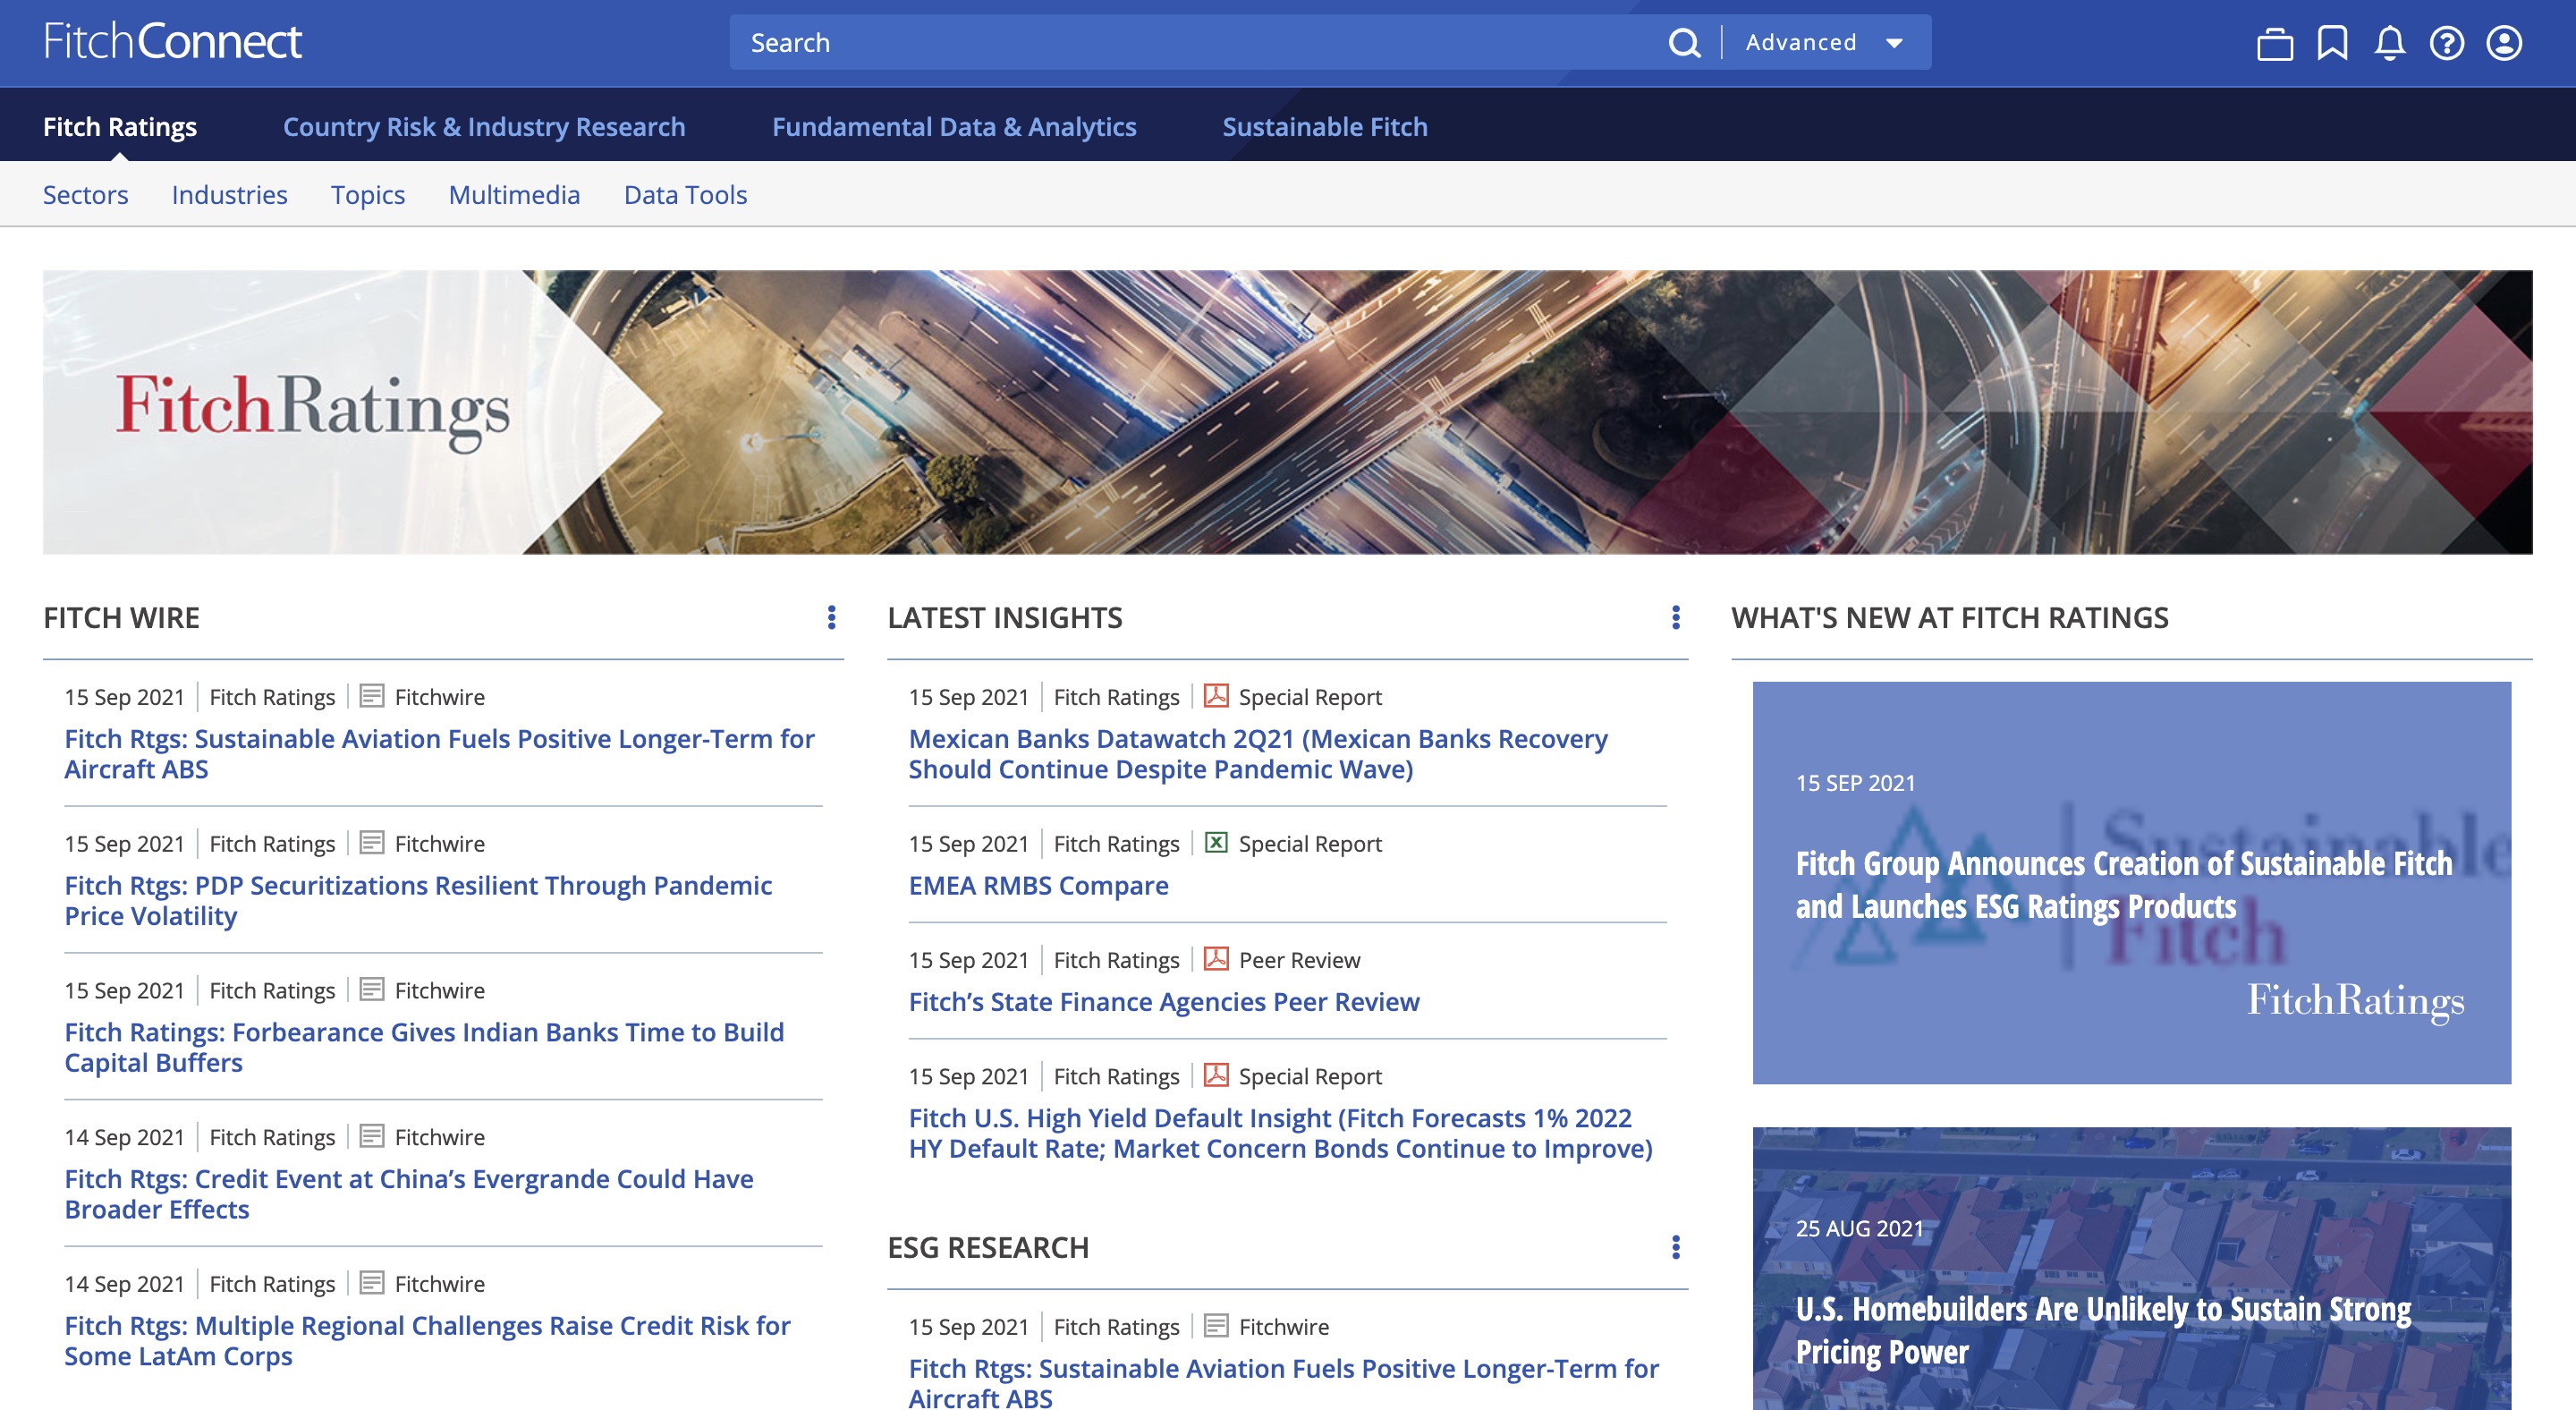 FitchConnect
Search
Advanced
Fitch Ratings
Country Risk & Industry Research
Fundamental Data & Analytics
Sustainable Fitch
Sectors
Industries
Topics
Multimedia
Data Tools
FitchRatings
FITCH WIRE
15 Sep 2021 Fitch Ratings Fitchwire
Fitch Rtgs: Sustainable Aviation Fuels Positive Longer-Term for
Aircraft ABS
15 Sep 2021 Fitch Ratings Fitchwire
Fitch Rtgs: PDP Securitizations Resilient Through Pandemic
Price Volatility
15 Sep 2021 Fitch Ratings Fitchwire
Fitch Ratings: Forbearance Gives Indian Banks Time to Build
Capital Buffers
14 Sep 2021 Fitch Ratings Fitchwire
Fitch Rtgs: Credit Event at China’s Evergrande Could Have
Broader Effects
14 Sep 2021 Fitch Ratings Fitchwire
Fitch Rtgs: Multiple Regional Challenges Raise Credit Risk for
Some LatAm Corps
LATEST INSIGHTS
15 Sep 2021 Fitch Ratings Special Report
Mexican Banks Datawatch 2Q21 (Mexican Banks Recovery
Should Continue Despite Pandemic Wave)
15 Sep 2021 Fitch Ratings Special Report
EMEA RMBS Compare
15 Sep 2021 Fitch Ratings Peer Review
Fitch’s State Finance Agencies Peer Review
15 Sep 2021 Fitch Ratings Special Report
Fitch U.S. High Yield Default Insight (Fitch Forecasts 1% 2022
HY Default Rate; Market Concern Bonds Continue to Improve)
ESG RESEARCH
15 Sep 2021 Fitch Ratings Fitchwire
Fitch Rtgs: Sustainable Aviation Fuels Positive Longer-Term for
Aircraft ABS
WHAT'S NEW AT FITCH RATINGS
15 SEP 2021
Sustainable
Fitch
Fitch Group Announces Creation of Sustainable Fitch
and Launches ESG Ratings Products
FitchRatings
25 AUG 2021
U.S. Homebuilders Are Unlikely to Sustain Strong
Pricing Power